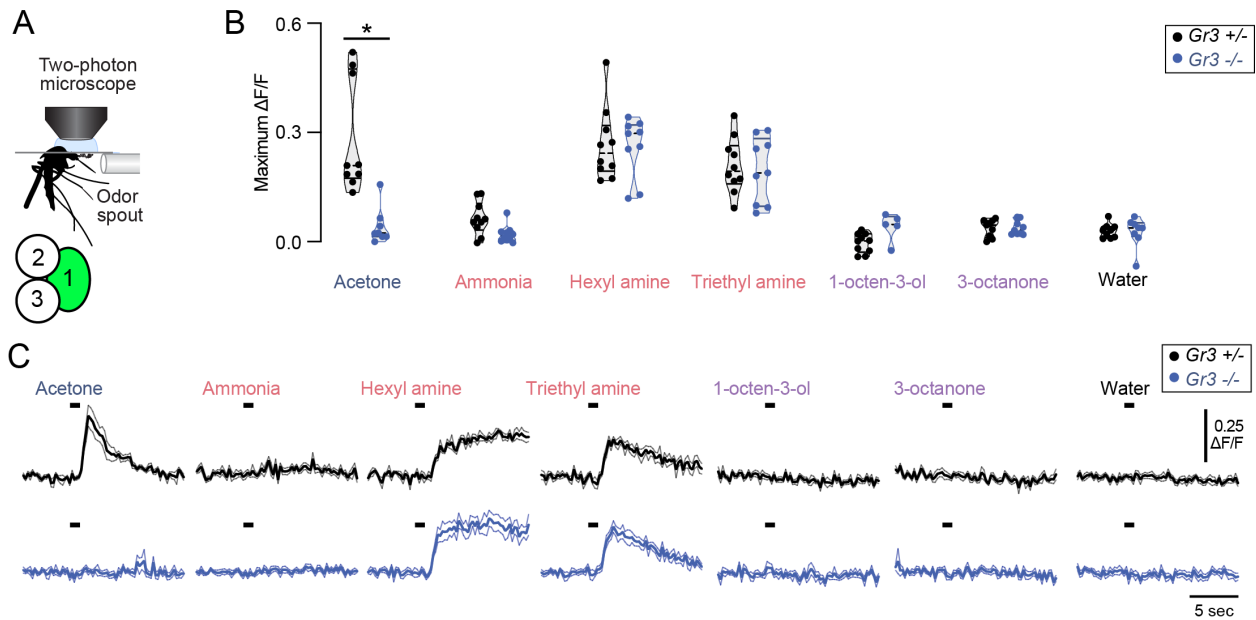 A
Two-photon
microscope
Odor
spout
2
1
3
B
Maximum ΔF/F
0.6
0.3
0.0
*
Gr3 +/-
Gr3 -/-
Acetone
Ammonia
Hexyl amine
Triethyl amine
1-octen-3-ol
3-octanone
Water
C
Gr3 +/-
Gr3 -/-
Acetone
Ammonia
Hexyl amine
Triethyl amine
1-octen-3-ol
3-octanone
Water
0.25
ΔF/F
5 sec